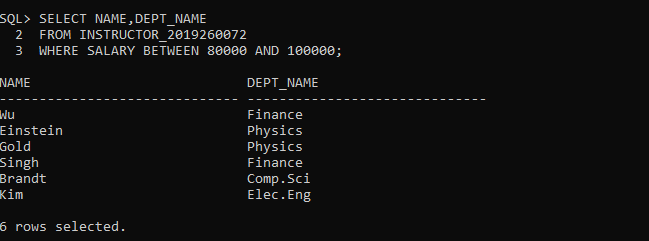 SQL> SELECT NAME,DEPT_NAME
  2  FROM INSTRUCTOR_2019260072
  3  WHERE SALARY BETWEEN 80000 AND 100000;
NAME                           DEPT_NAME
------------------------------ ------------------------------
Wu                             Finance
Einstein                       Physics
Gold                           Physics
Singh                          Finance
Brandt                         Comp.Sci
Kim                            Elec.Eng
6 rows selected.